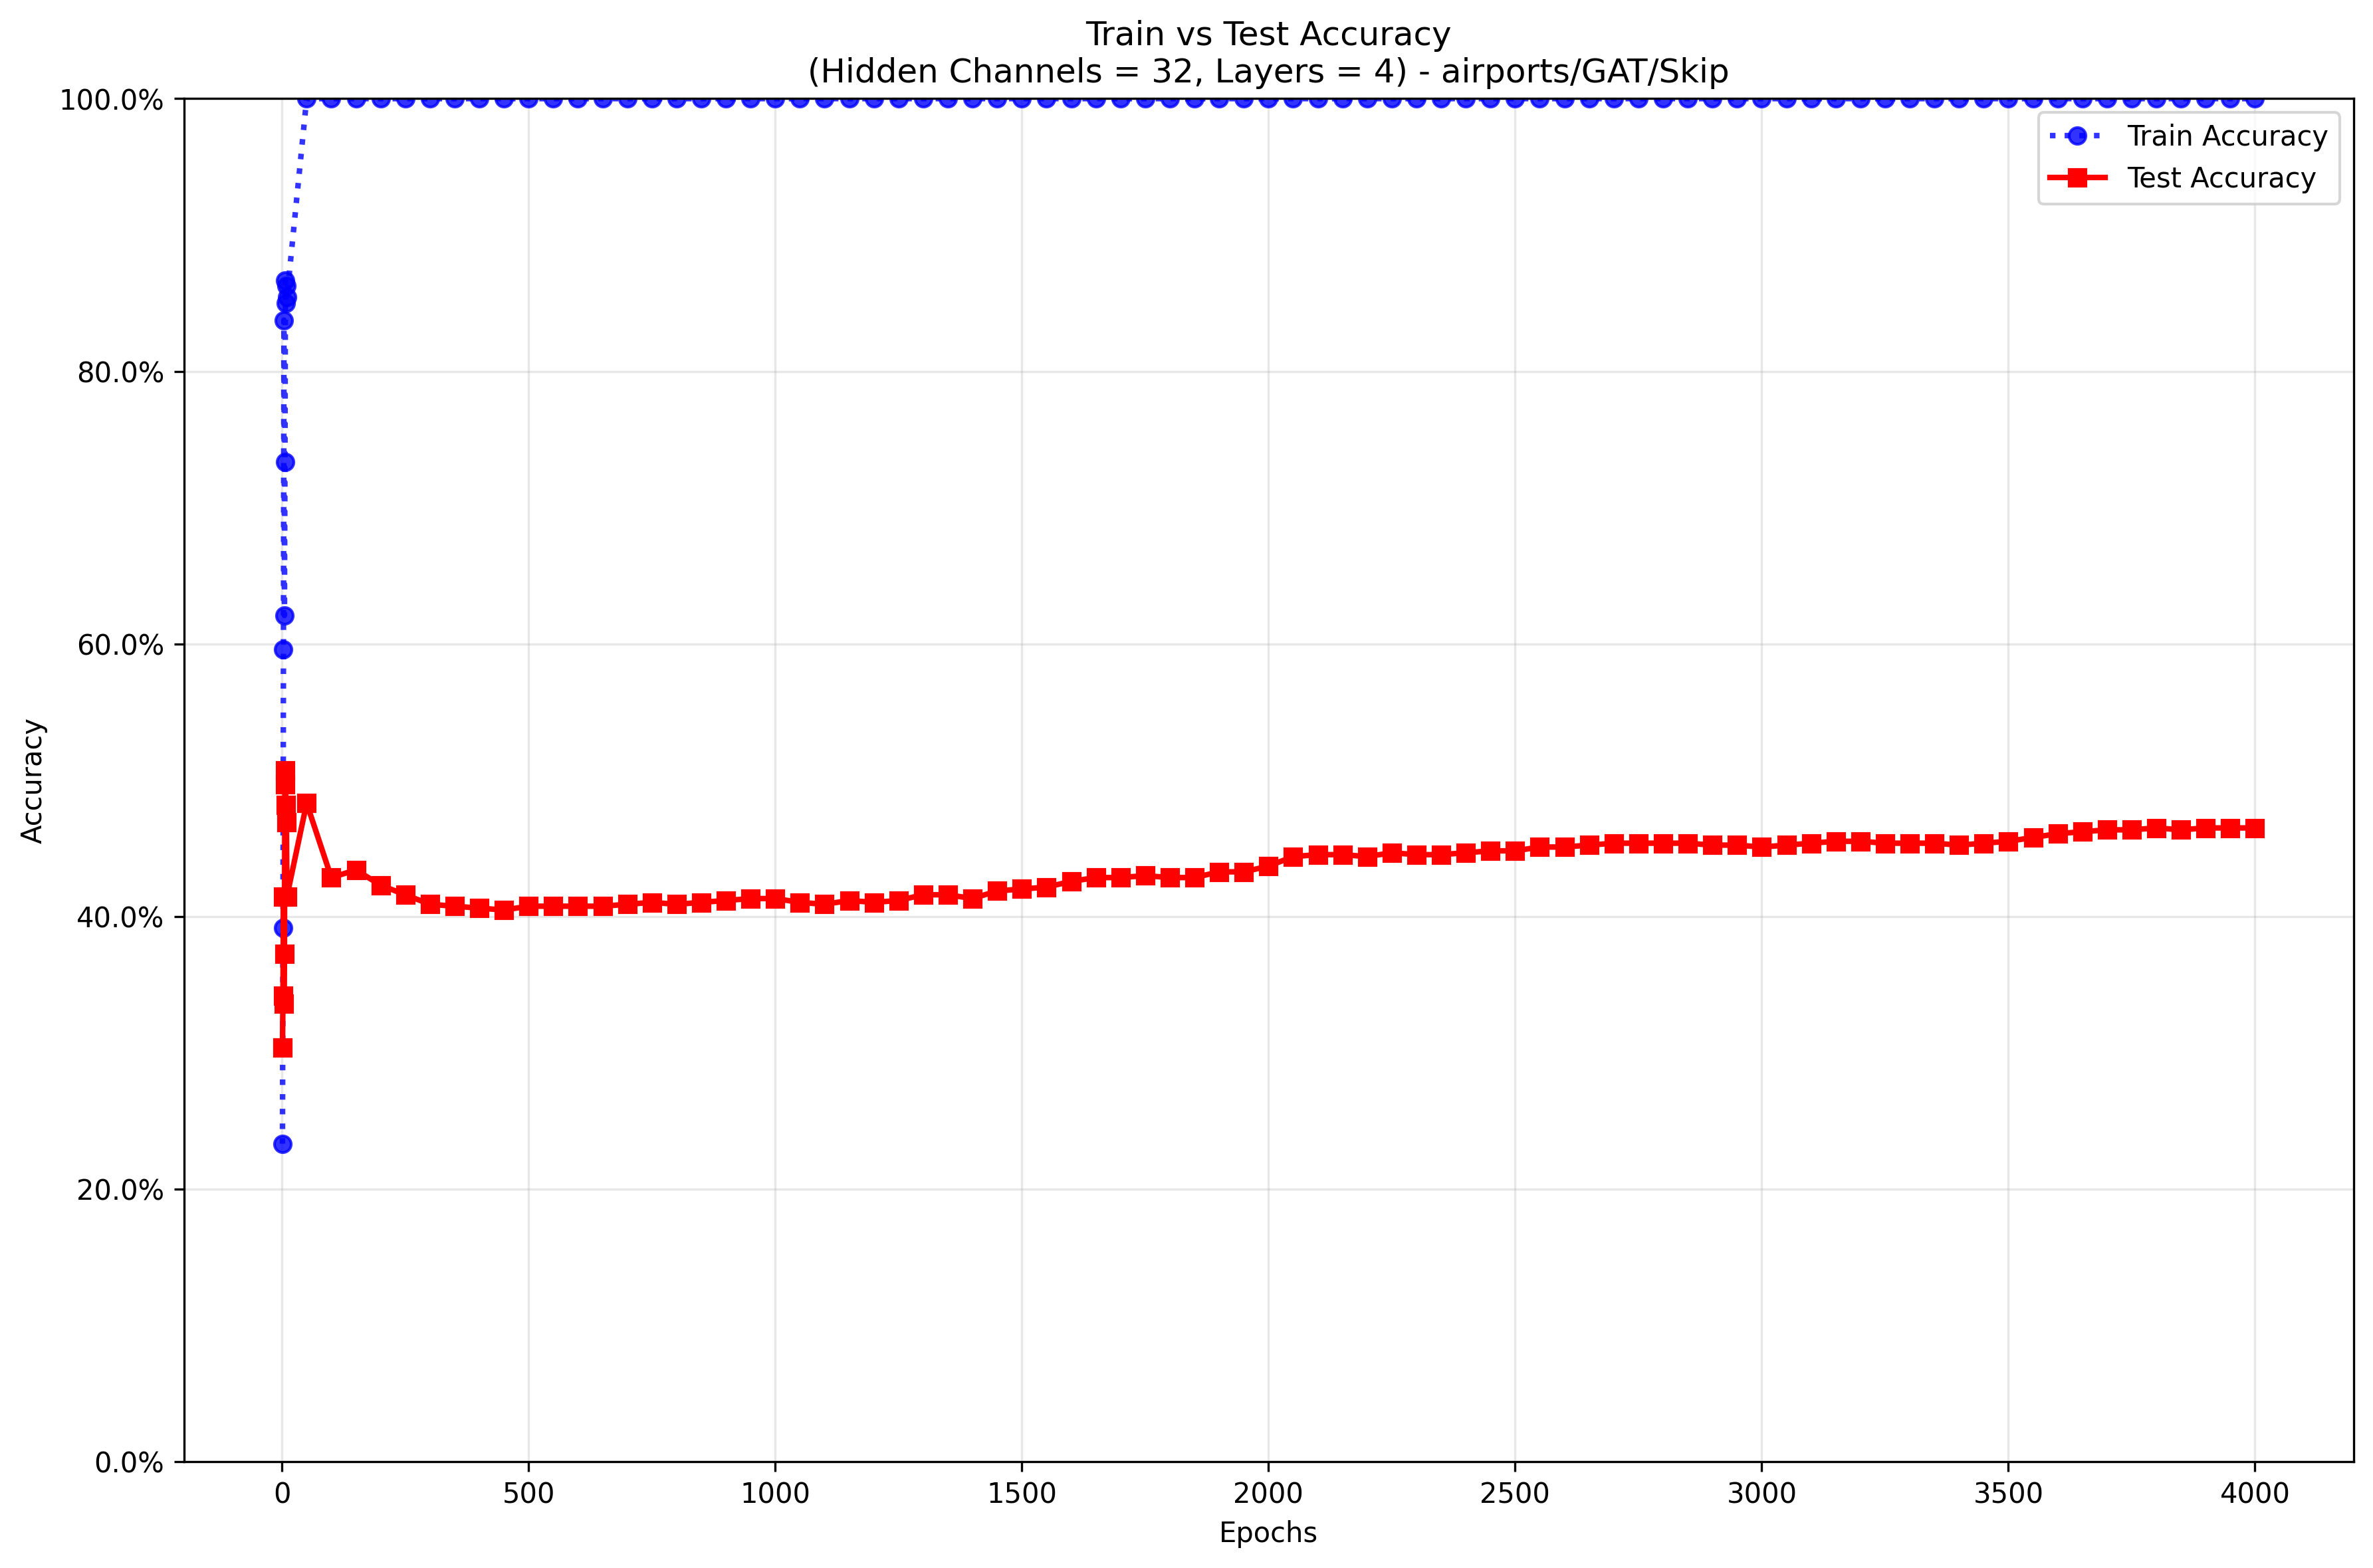 Train vs Test Accuracy
(Hidden Channels = 32, Layers = 4) - airports/GAT/Skip
100.0%
80.0%
60.0%
40.0%
20.0%
0.0%
Accuracy
Train Accuracy
Test Accuracy
0 500 1000 1500 2000 2500 3000 3500 4000
Epochs